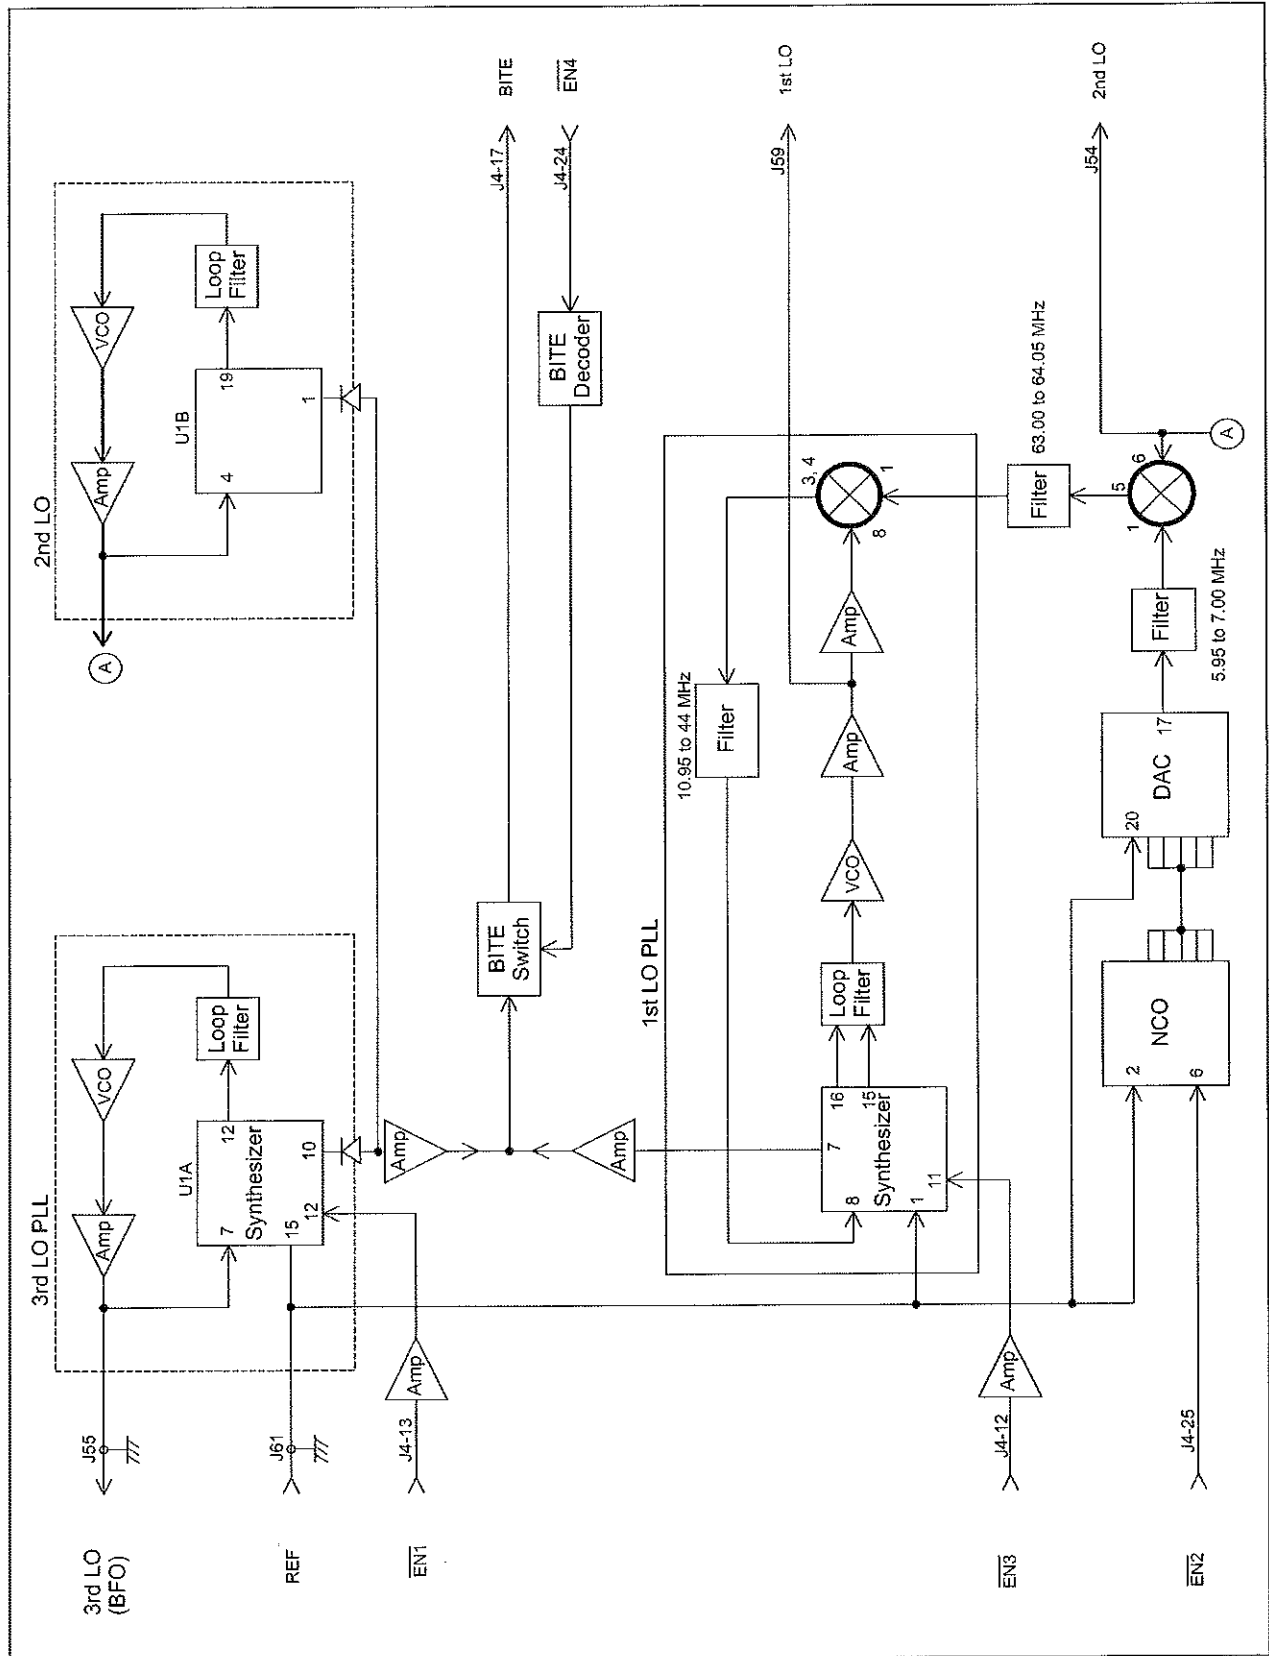 3rd LO PLL
2nd LO
3rd LO
(BFO)
J55
Amp
VCO
Loop
Filter
U1A
Synthesizer
7
12
15
10
12
REF
J61
EN1
J4-13
Amp
A
Amp
VCO
Loop
Filter
U1B
4
19
1
Amp
Amp
BITE
Switch
J4-17
BITE
BITE
Decoder
J4-24
EN4
1st LO PLL
10.95 to 44 MHz
Filter
Synthesizer
7
8
1
11
16
15
Loop
Filter
VCO
Amp
Amp
3, 4
8
1
J59
1st LO
EN3
J4-12
Amp
Filter
63.00 to 64.05 MHz
EN2
J4-25
NCO
2
6
DAC
20
17
Filter
5.95 to 7.00 MHz
1
5
6
A
J54
2nd LO